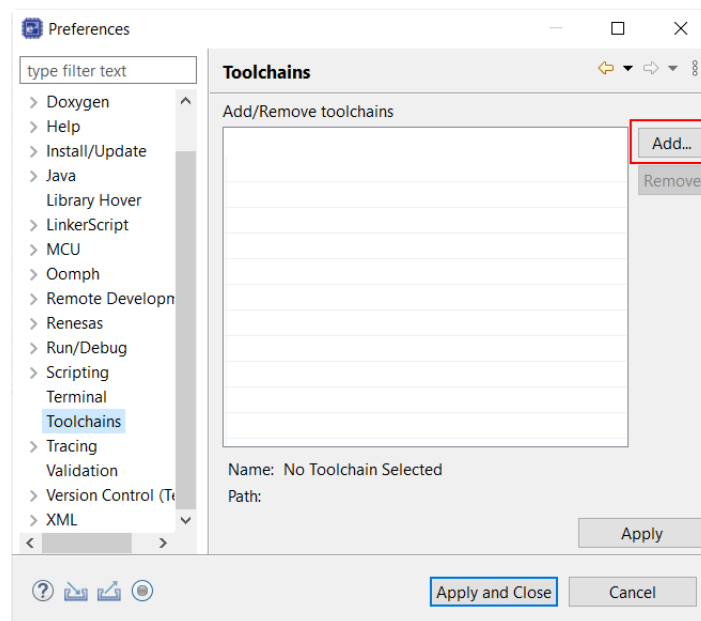 Preferences
type filter text
Toolchains
Doxygen
Help
Install/Update
Java
Library Hover
LinkerScript
MCU
Oomph
Remote Developm
Renesas
Run/Debug
Scripting
Terminal
Toolchains
Tracing
Validation
Version Control (Te
XML
Add/Remove toolchains
Add...
Remove
Name: No Toolchain Selected
Path:
Apply
Apply and Close
Cancel